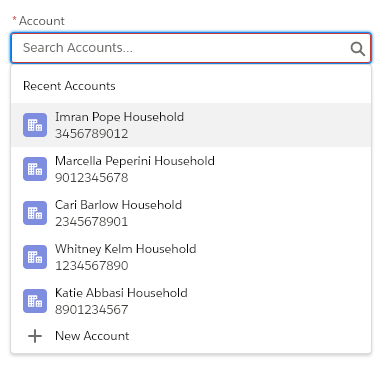 * Account
Search Accounts...
Recent Accounts
Imran Pope Household
3456789012
Marcella Peperini Household
9012345678
Cari Barlow Household
2345678901
Whitney Kelm Household
1234567890
Katie Abbasi Household
8901234567
New Account